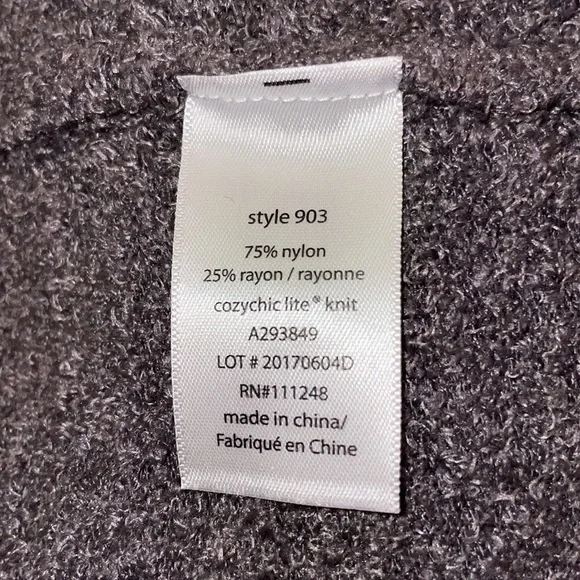 style 903
75% nylon
25% rayon / rayonne
cozychic lite® knit
A293849
LOT # 20170604D
RN#111248
made in china/
Fabriqué en Chine